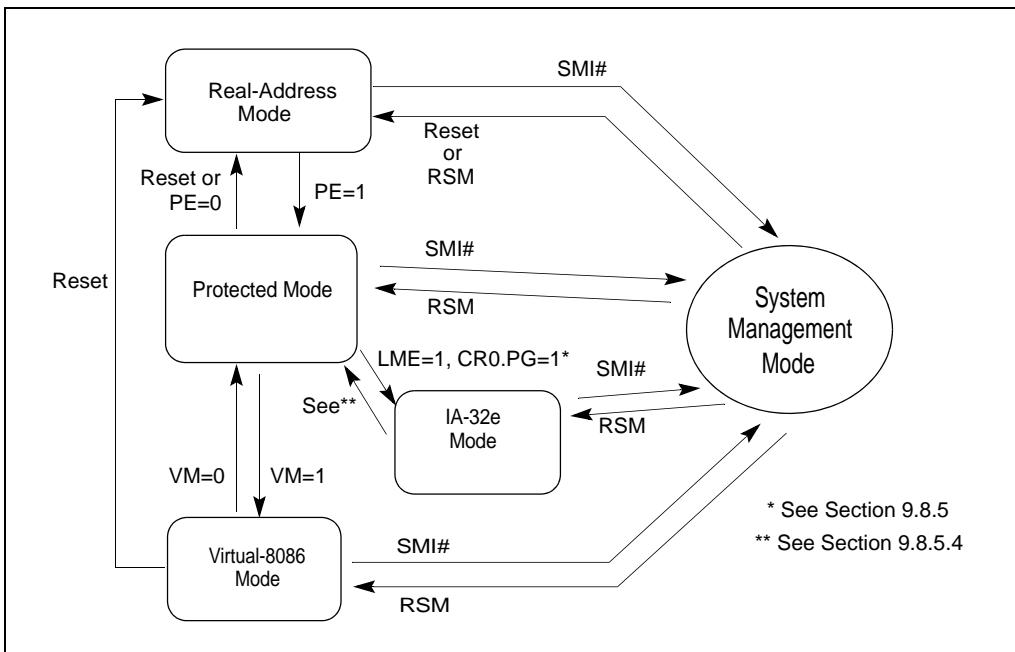 SMI#
Real-Address
Mode
Reset
or
RSM
Reset or
PE=0
PE=1
SMI#
Reset
Protected Mode
RSM
System
Management
Mode
LME=1, CR0.PG=1*
SMI#
See**
IA-32e
Mode
RSM
VM=0
VM=1
* See Section 9.8.5
** See Section 9.8.5.4
Virtual-8086
Mode
SMI#
RSM